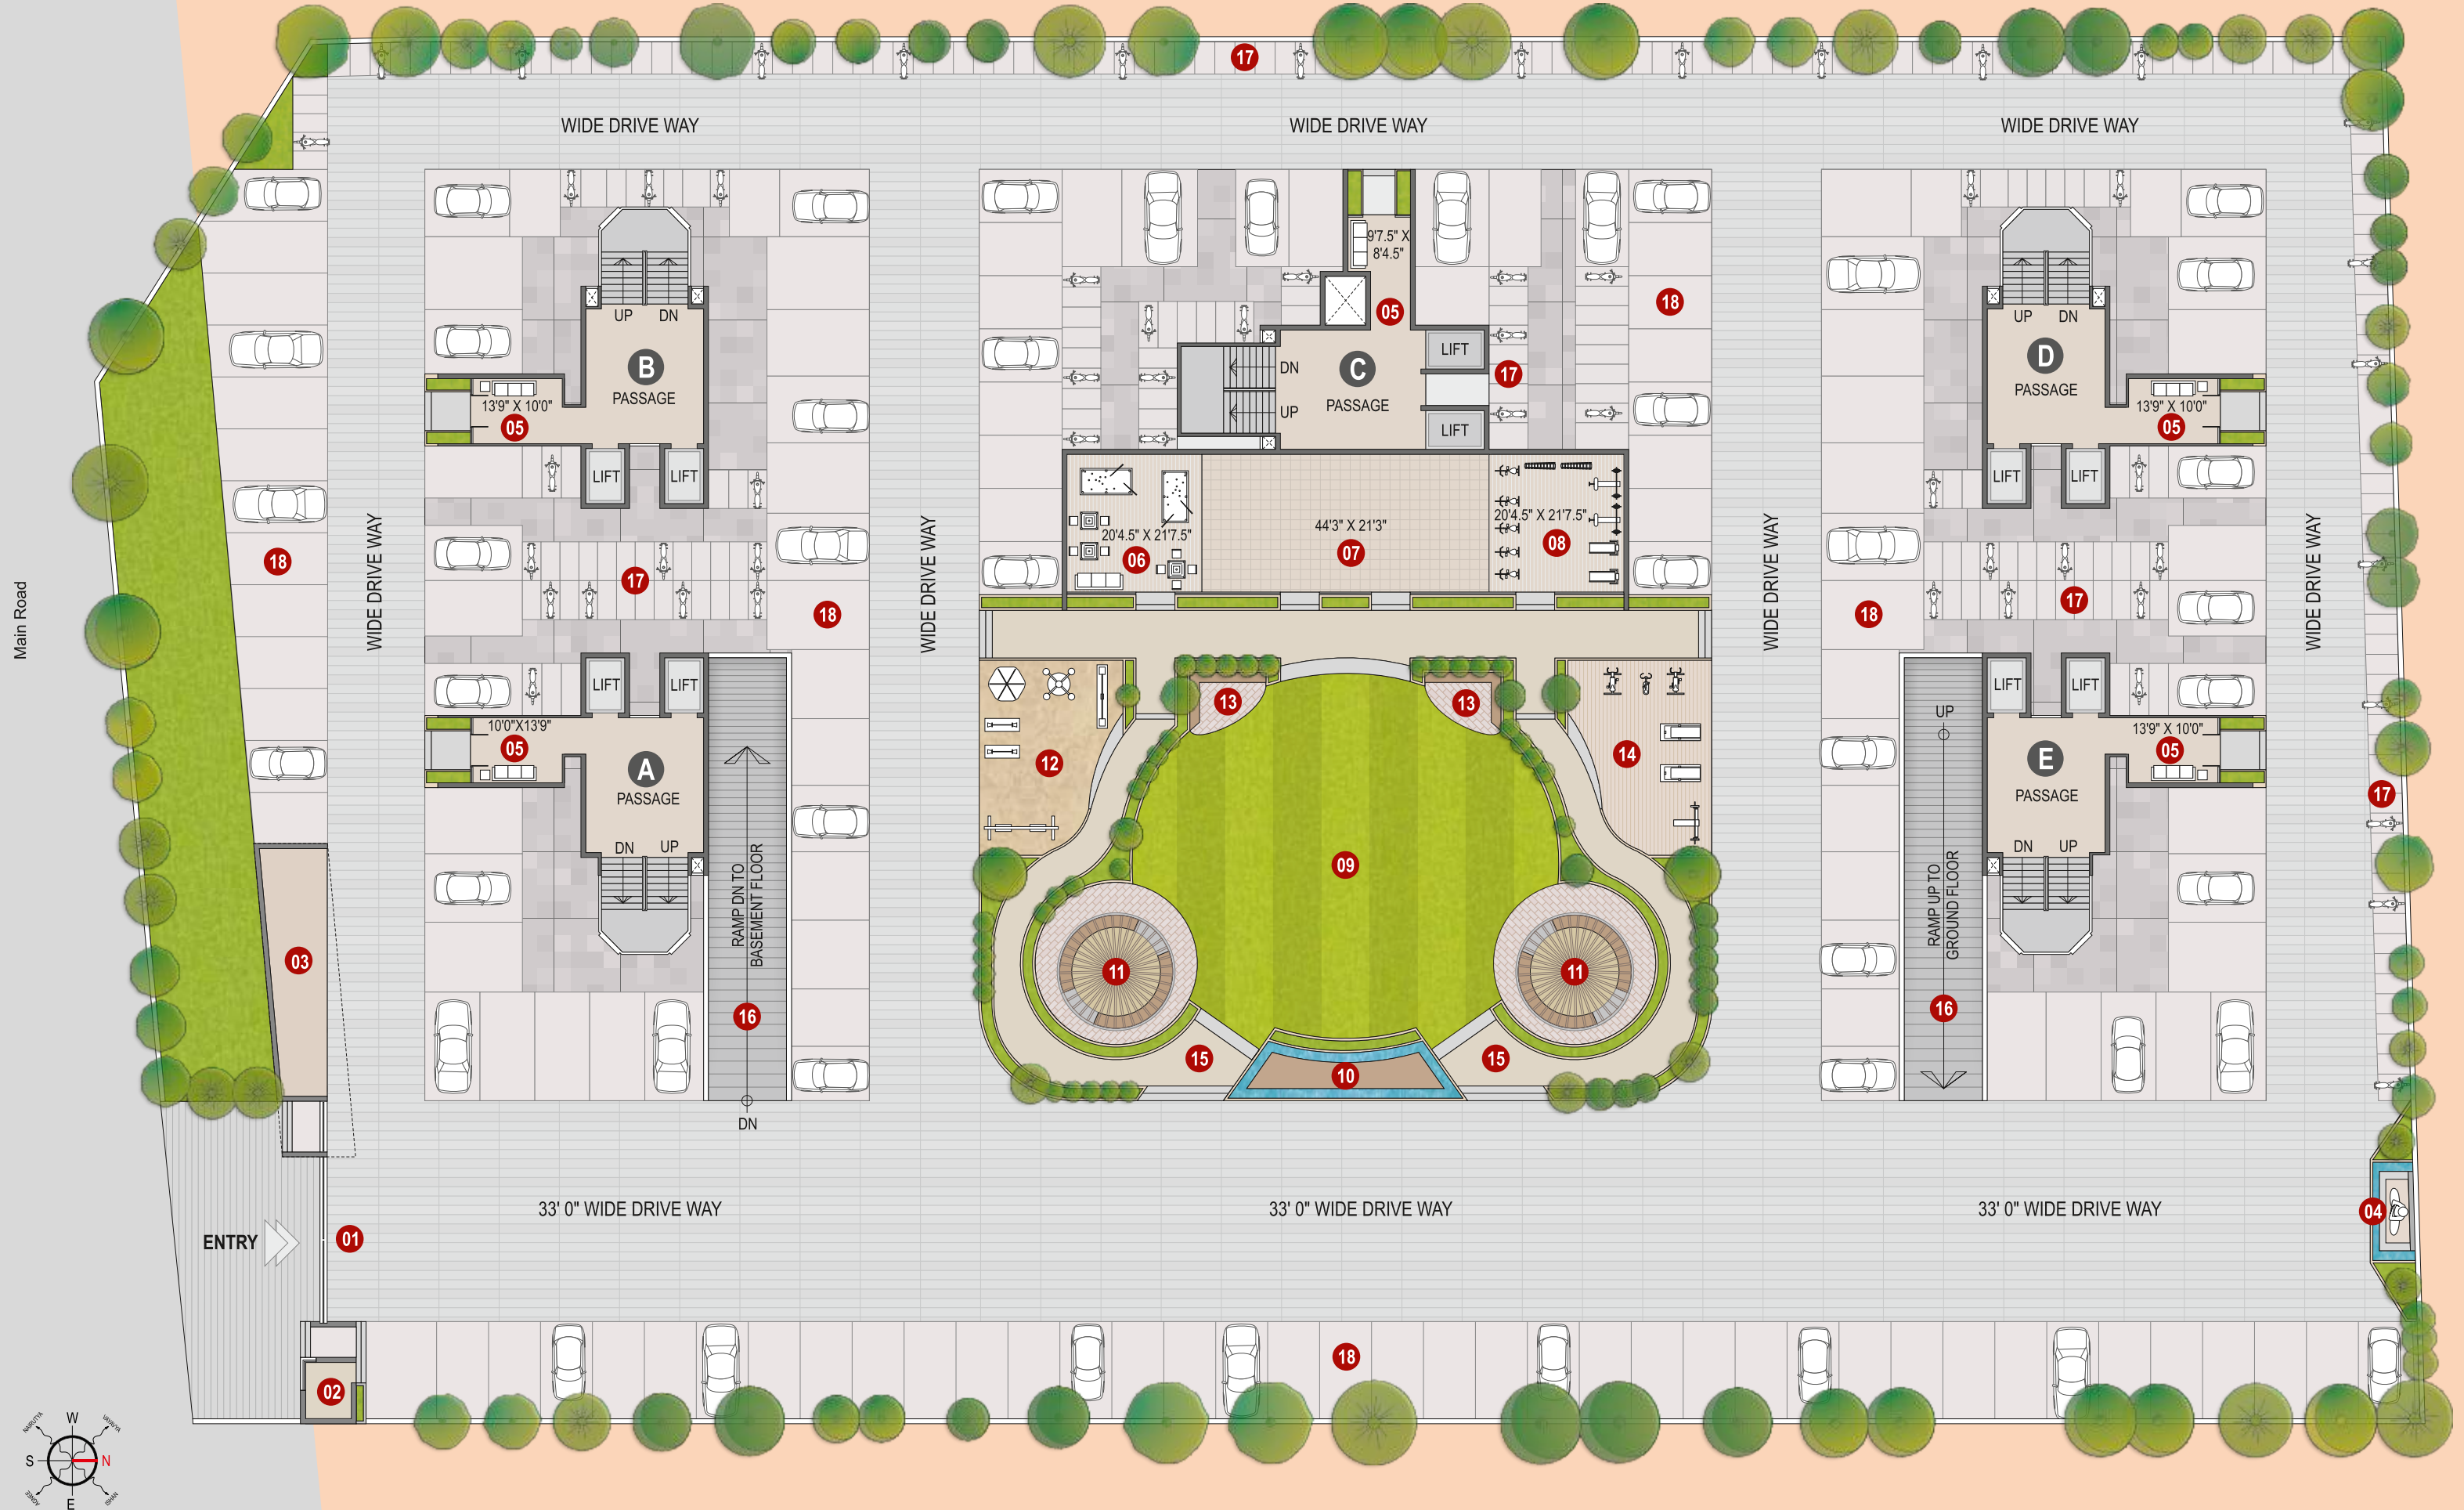 17
WIDE DRIVE WAY
WIDE DRIVE WAY
WIDE DRIVE WAY
UP DN
B
PASSAGE
13'9" X 10'0"
05
LIFT
LIFT
9'7.5" X
8'4.5"
05
18
DN
UP
C
PASSAGE
LIFT
LIFT
17
UP DN
D
PASSAGE
13'9" X 10'0"
05
LIFT
LIFT
Main Road
18
WIDE DRIVE WAY
17
18
WIDE DRIVE WAY
20'4.5" X 21'7.5"
06
44'3" X 21'3"
07
20'4.5" X 21'7.5"
08
WIDE DRIVE WAY
18
17
WIDE DRIVE WAY
LIFT
LIFT
10'0"X13'9"
05
A
PASSAGE
DN UP
RAMP DN TO
BASEMENT FLOOR
16
DN
12
13
13
14
09
11
11
15
15
10
UP
RAMP UP TO
GROUND FLOOR
16
LIFT
LIFT
E
PASSAGE
13'9" X 10'0"
05
DN UP
17
03
33' 0" WIDE DRIVE WAY
33' 0" WIDE DRIVE WAY
33' 0" WIDE DRIVE WAY
04
ENTRY
01
02
18
W
NAIRUTYA
VAYAVYA
S
N
AGNEE
ISHAN
E